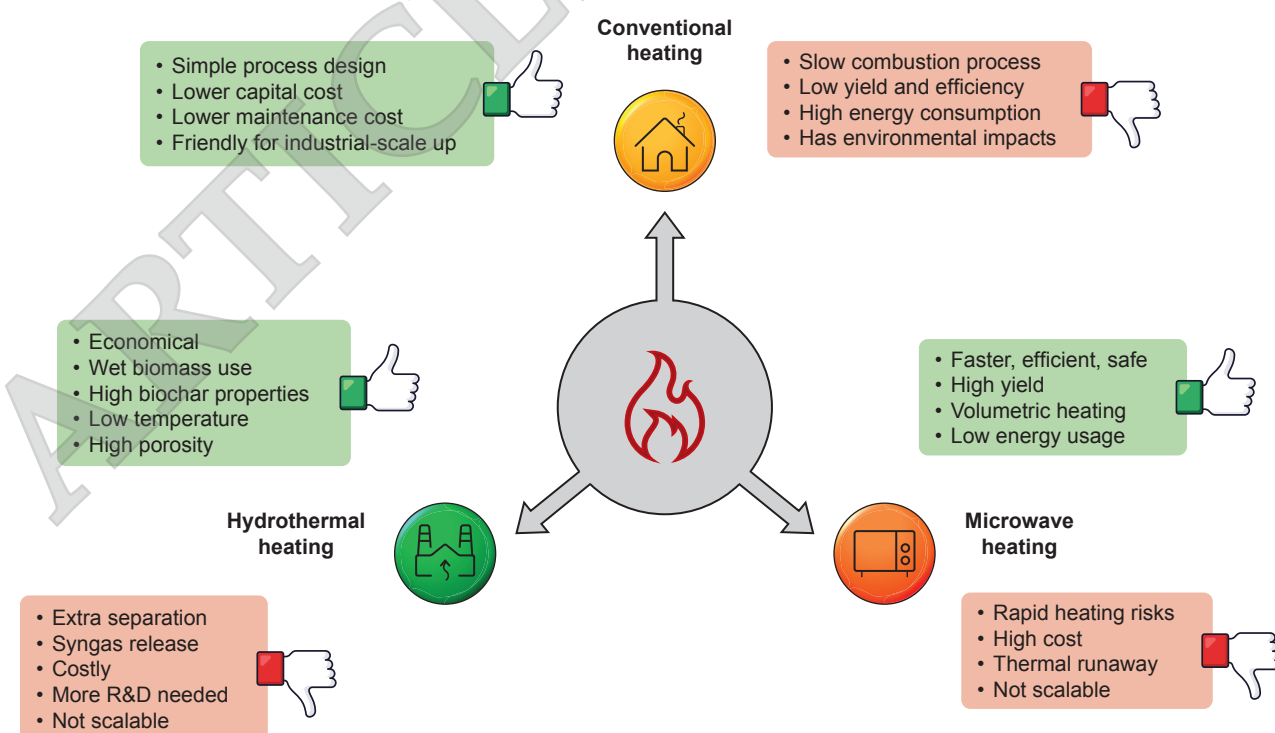 Conventional
heating
• Simple process design
• Lower capital cost
• Lower maintenance cost
• Friendly for industrial-scale up
• Slow combustion process
• Low yield and efficiency
• High energy consumption
• Has environmental impacts
• Economical
• Wet biomass use
• High biochar properties
• Low temperature
• High porosity
• Faster, efficient, safe
• High yield
• Volumetric heating
• Low energy usage
Hydrothermal
heating
Microwave
heating
• Extra separation
• Syngas release
• Costly
• More R&D needed
• Not scalable
• Rapid heating risks
• High cost
• Thermal runaway
• Not scalable
ARTICL